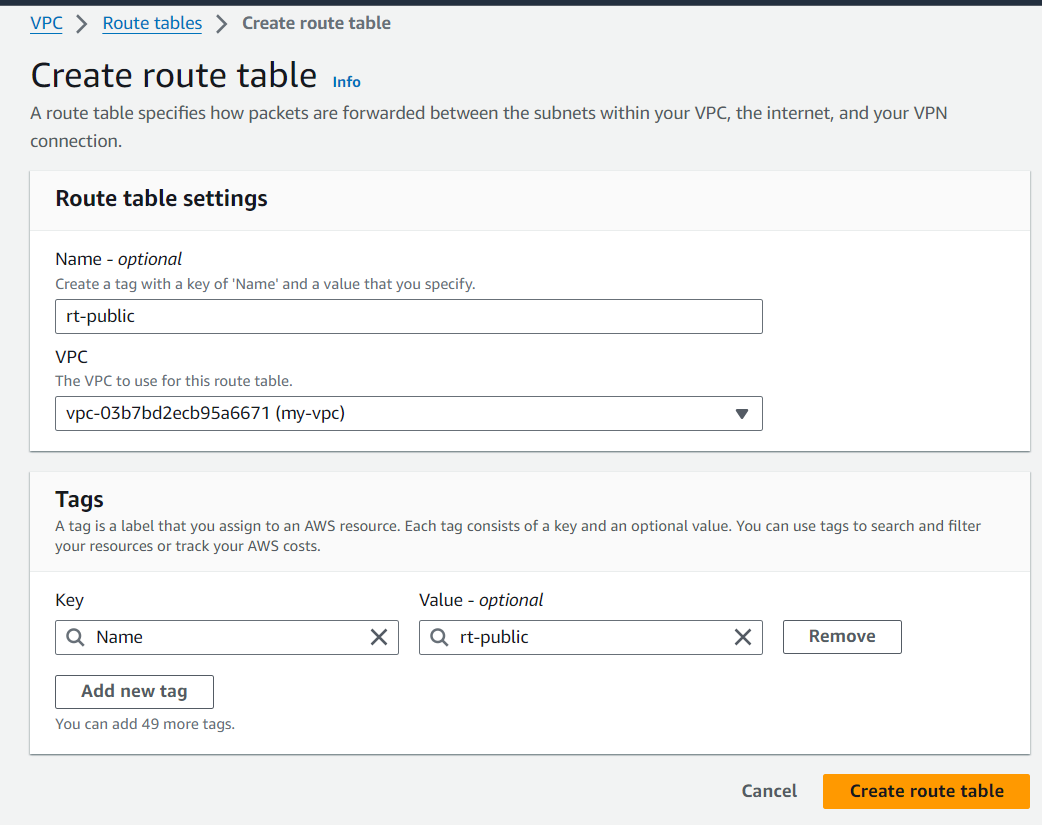 VPC > Route tables > Create route table
Create route table Info
A route table specifies how packets are forwarded between the subnets within your VPC, the internet, and your VPN
connection.
Route table settings
Name - optional
Create a tag with a key of 'Name' and a value that you specify.
rt-public
VPC
The VPC to use for this route table.
vpc-03b7bd2ecb95a6671 (my-vpc)
Tags
A tag is a label that you assign to an AWS resource. Each tag consists of a key and an optional value. You can use tags to search and filter
your resources or track your AWS costs.
Key Value - optional
Name rt-public Remove
Add new tag
You can add 49 more tags.
Cancel Create route table